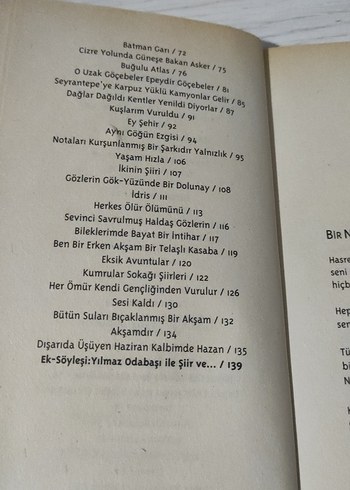 Batman Garı / 72
Cizre Yolunda Güneşe Bakan Asker / 75
Buğulu Atlas / 76
O Uzak Göçebeler Epeydir Göçebeler / 81
Seyrantepe'ye Karpuz Yüklü Kamyonlar Gelir / 85
Dağlar Dağıldı Kentler Yenildi Diyorlar / 87
Kuşlarım Vuruldu / 91
Ey Şehir / 92
Aynı Göğün Ezgisi / 94
Notaları Kurşunlanmış Bir Şarkıdır Yalnızlık / 95
Yaşam Hızla / 106
İkinin Şiiri / 107
Gözlerin Gök-Yüzünde Bir Dolunay / 108
İdris / 111
Herkes Ölür Ölümünü / 113
Sevinci Savrulmuş Haldaş Gözlerin / 116
Bileklerimde Bayat Bir İntihar / 117
Ben Bir Erken Akşam Bir Telaşlı Kasaba / 119
Eksik Avuntular / 120
Kumrular Sokağı Şiirleri / 122
Her Ömür Kendi Gençliğinden Vurulur / 126
Sesi Kaldı / 130
Bütün Suları Bıçaklanmış Bir Akşam / 132
Akşamdır / 134
Dışarıda Üşüyen Haziran Kalbimde Hazan / 135
Ek-Söyleşi:Yılmaz Odabaşı ile Şiir ve... / 139
Bir N
Hasre
seni
hiçb
Hep
sen
Tü
bi